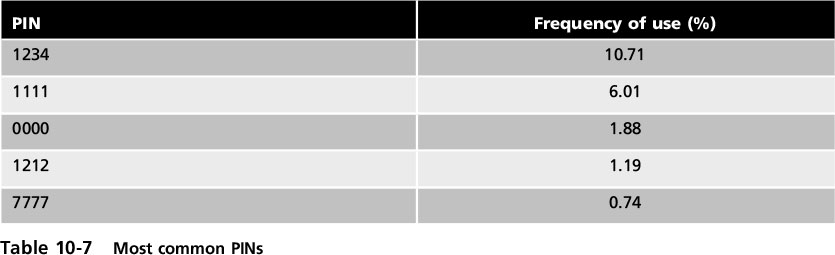 PIN Frequency of use (%)
1234 10.71
1111 6.01
0000 1.88
1212 1.19
7777 0.74
Table 10-7 Most common PINs